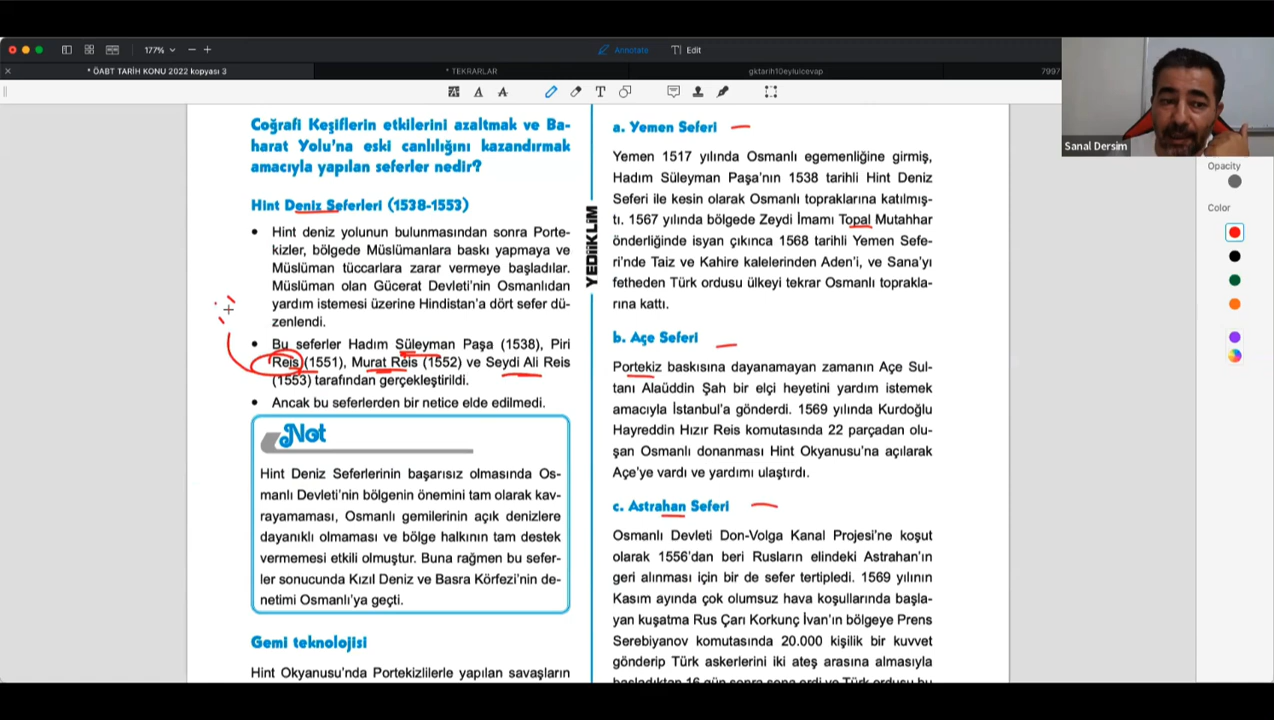 177%
Annotate
Edit
* ÖABT TARİH KONU 2022 kopyası 3
* TEKRARLAR
gktarih10eylulcevap
7997
Sanal Dersim
Opacity
Color
Coğrafi Keşiflerin etkilerini azaltmak ve Ba-
harat Yolu'na eski canlılığını kazandırmak
amacıyla yapılan seferler nedir?
Hint Deniz Seferleri (1538-1553)
• Hint deniz yolunun bulunmasından sonra Porte-
kizler, bölgede Müslümanlara baskı yapmaya ve
Müslüman tüccarlara zarar vermeye başladılar.
Müslüman olan Gücerat Devleti'nin Osmanlıdan
yardım istemesi üzerine Hindistan'a dört sefer dü-
zenlendi.
• Bu seferler Hadım Süleyman Paşa (1538), Piri
Reis (1551), Murat Reis (1552) ve Seydi Ali Reis
(1553) tarafından gerçekleştirildi.
• Ancak bu seferlerden bir netice elde edilmedi.
Not
Hint Deniz Seferlerinin başarısız olmasında Os-
manlı Devleti'nin bölgenin önemini tam olarak kav-
rayamaması, Osmanlı gemilerinin açık denizlere
dayanıklı olmaması ve bölge halkının tam destek
vermemesi etkili olmuştur. Buna rağmen bu sefer-
ler sonucunda Kızıl Deniz ve Basra Körfezi'nin de-
netimi Osmanlı'ya geçti.
Gemi teknolojisi
Hint Okyanusu'nda Portekizlilerle yapılan savaşların
YEDİİKLİM
a. Yemen Seferi
Yemen 1517 yılında Osmanlı egemenliğine girmiş,
Hadım Süleyman Paşa'nın 1538 tarihli Hint Deniz
Seferi ile kesin olarak Osmanlı topraklarına katılmış-
tı. 1567 yılında bölgede Zeydi İmamı Topal Mutahhar
önderliğinde isyan çıkınca 1568 tarihli Yemen Sefe-
ri'nde Taiz ve Kahire kalelerinden Aden'i, ve Sana'yı
fetheden Türk ordusu ülkeyi tekrar Osmanlı toprakla-
rına kattı.
b. Açe Seferi
Portekiz baskısına dayanamayan zamanın Açe Sul-
tanı Alaüddin Şah bir elçi heyetini yardım istemek
amacıyla İstanbul'a gönderdi. 1569 yılında Kurdoğlu
Hayreddin Hızır Reis komutasında 22 parçadan olu-
şan Osmanlı donanması Hint Okyanusu'na açılarak
Açe'ye vardı ve yardımı ulaştırdı.
c. Astrahan Seferi
Osmanlı Devleti Don-Volga Kanal Projesi'ne koşut
olarak 1556'dan beri Rusların elindeki Astrahan'ın
geri alınması için bir de sefer tertipledi. 1569 yılının
Kasım ayında çok olumsuz hava koşullarında başla-
yan kuşatma Rus Çarı Korkunç İvan'ın bölgeye Prens
Serebiyanov komutasında 20.000 kişilik bir kuvvet
gönderip Türk askerlerini iki ateş arasına almasıyla
başladıktan 16 gün sonra sona erdi ve Türk ordusu bu